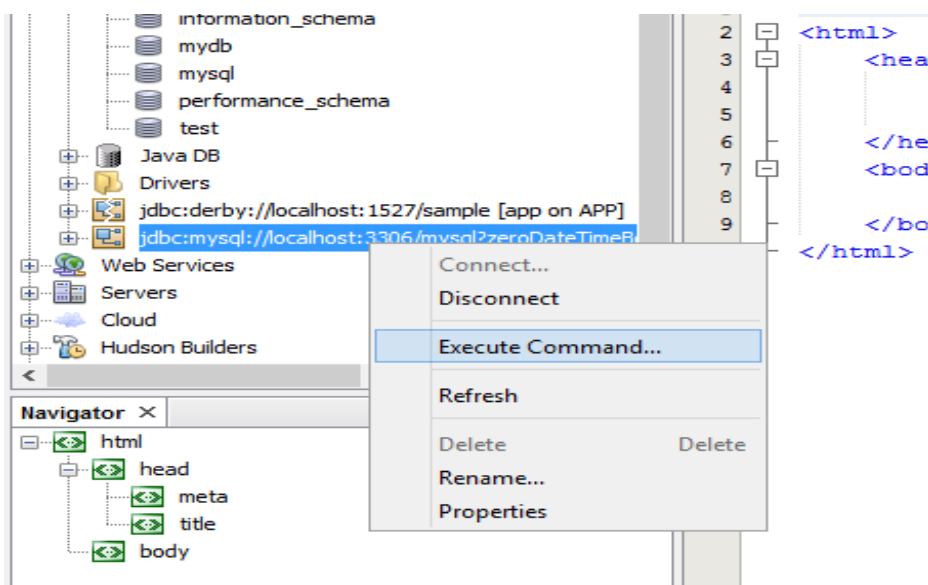 information_schema
mydb
mysql
performance_schema
test
Java DB
Drivers
jdbc:derby://localhost:1527/sample [app on APP]
jdbc:mysql://localhost:3306/mysql?zeroDateTimeBe
Web Services
Servers
Cloud
Hudson Builders
Connect...
Disconnect
Execute Command...
Refresh
Delete Delete
Rename...
Properties
Navigator
html
head
meta
title
body
2 <html>
3 <hea
4
5
6 </he
7 <bod
8
9 </bo
</html>